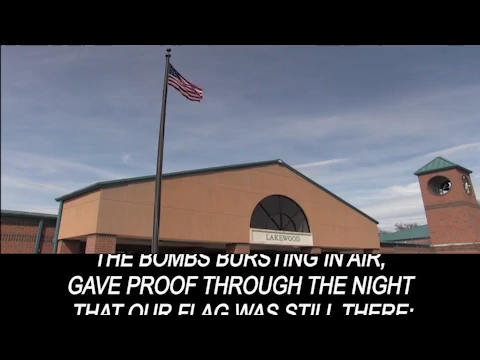 LAKEWOOD
THE BOMBS BURSTING IN AIR,
GAVE PROOF THROUGH THE NIGHT
THAT OUR FLAG WAS STILL THERE;